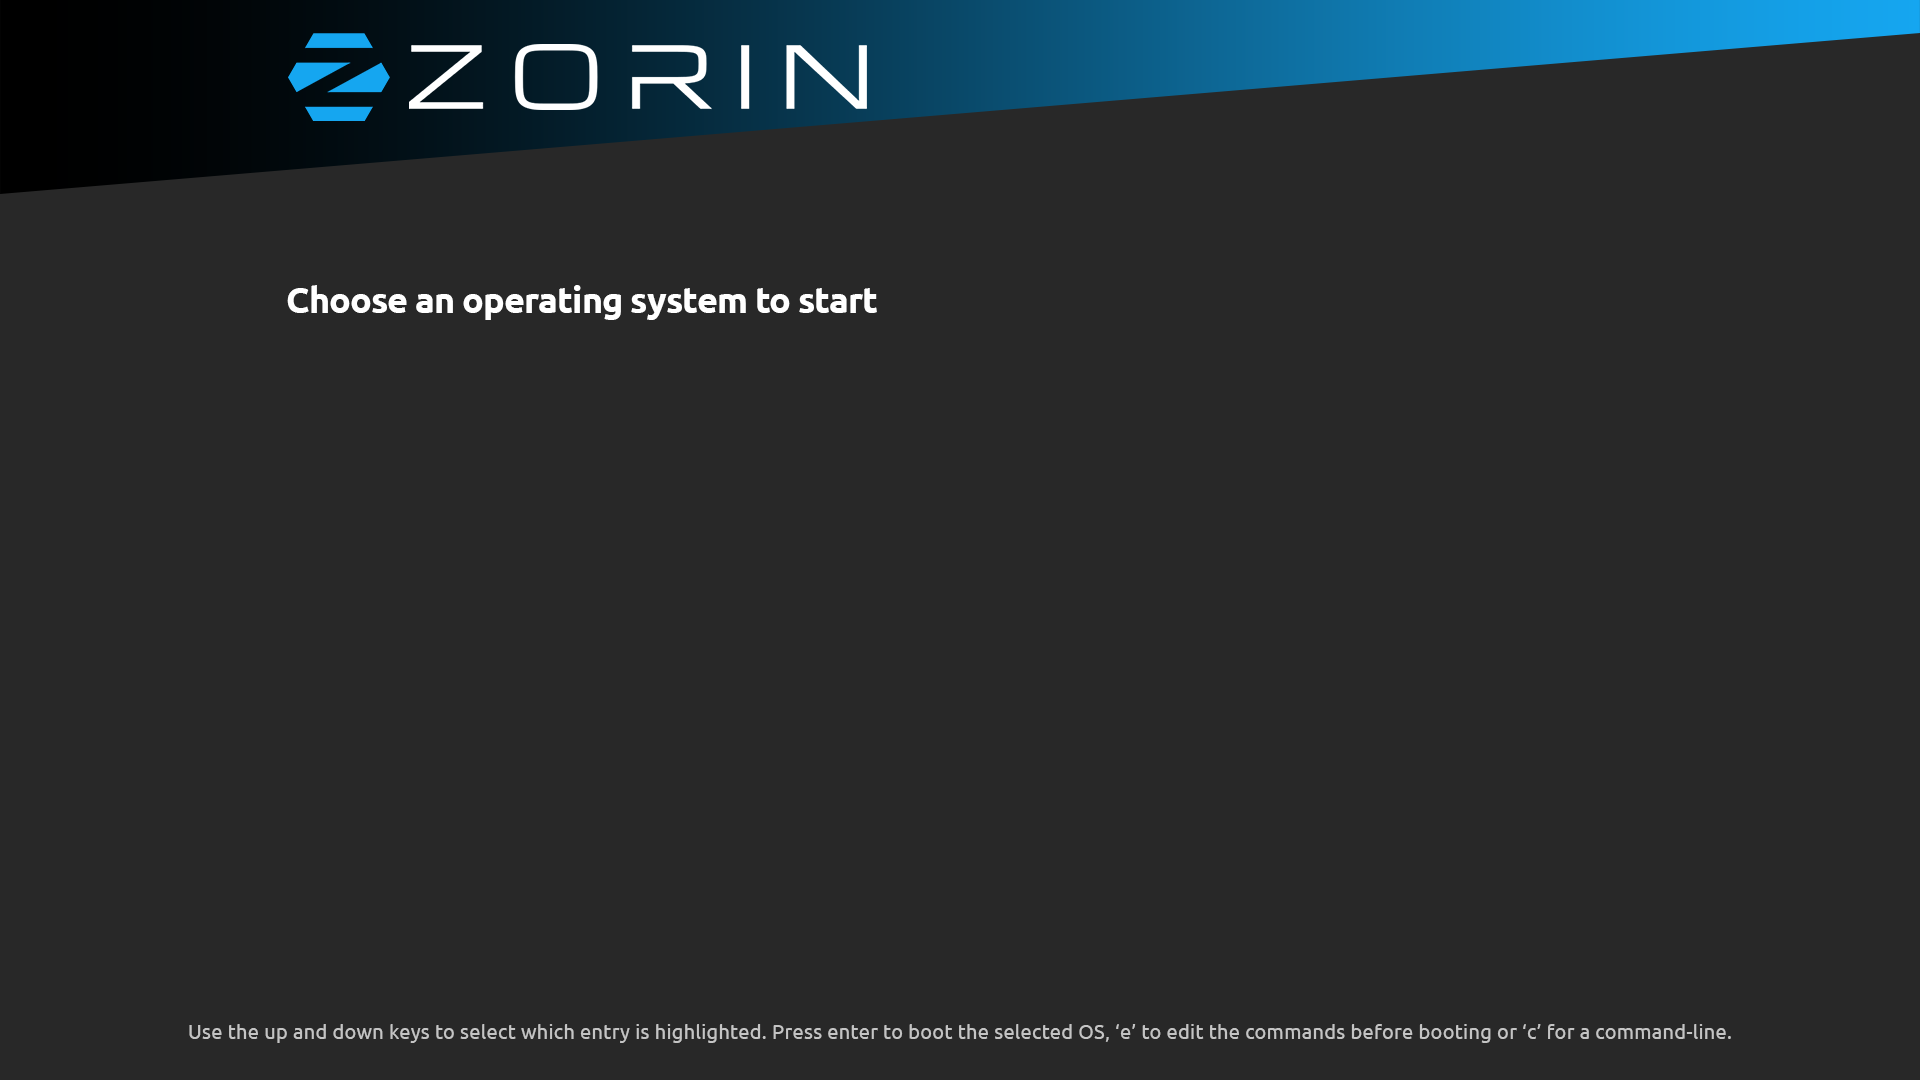 ZORIN
Choose an operating system to start
Use the up and down keys to select which entry is highlighted. Press enter to boot the selected OS, ‘e’ to edit the commands before booting or ‘c’ for a command-line.